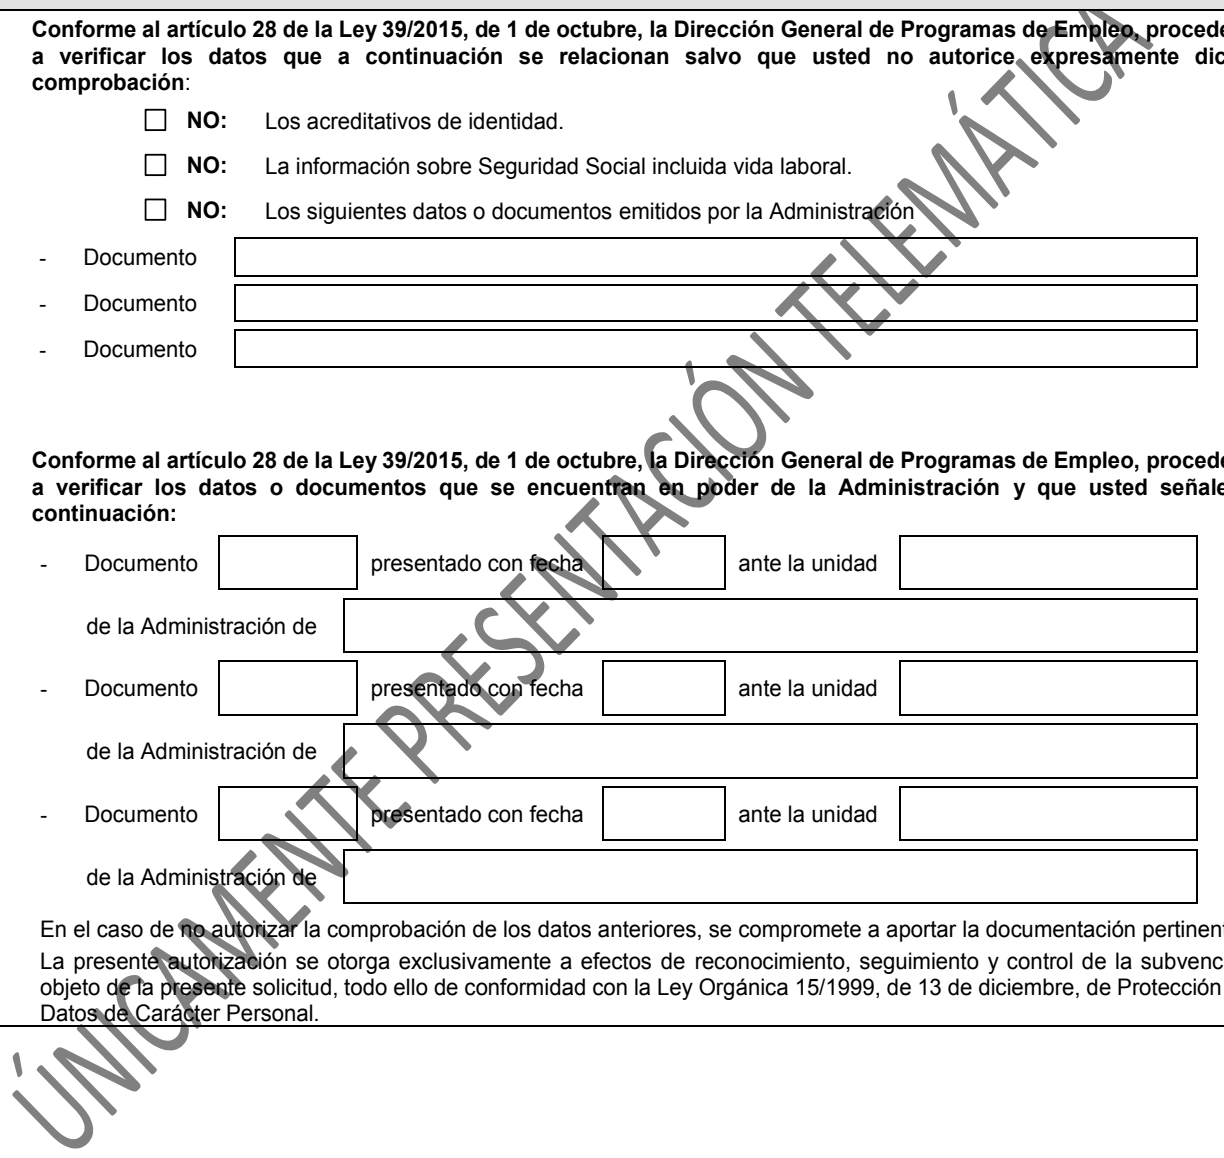 Conforme al artículo 28 de la Ley 39/2015, de 1 de octubre, la Dirección General de Programas de Empleo, procede
a verificar los datos que a continuación se relacionan salvo que usted no autorice expresamente dic
comprobación:
NO: Los acreditativos de identidad.
NO: La información sobre Seguridad Social incluida vida laboral.
NO: Los siguientes datos o documentos emitidos por la Administración
- Documento
- Documento
- Documento
Conforme al artículo 28 de la Ley 39/2015, de 1 de octubre, la Dirección General de Programas de Empleo, procede
a verificar los datos o documentos que se encuentran en poder de la Administración y que usted señale
continuación:
- Documento presentado con fecha ante la unidad
de la Administración de
- Documento presentado con fecha ante la unidad
de la Administración de
- Documento presentado con fecha ante la unidad
de la Administración de
En el caso de no autorizar la comprobación de los datos anteriores, se compromete a aportar la documentación pertinent
La presente autorización se otorga exclusivamente a efectos de reconocimiento, seguimiento y control de la subvenc
objeto de la presente solicitud, todo ello de conformidad con la Ley Orgánica 15/1999, de 13 de diciembre, de Protección
Datos de Carácter Personal.
ÚNICAMENTE PRESENTACIÓN TELEMÁTICA